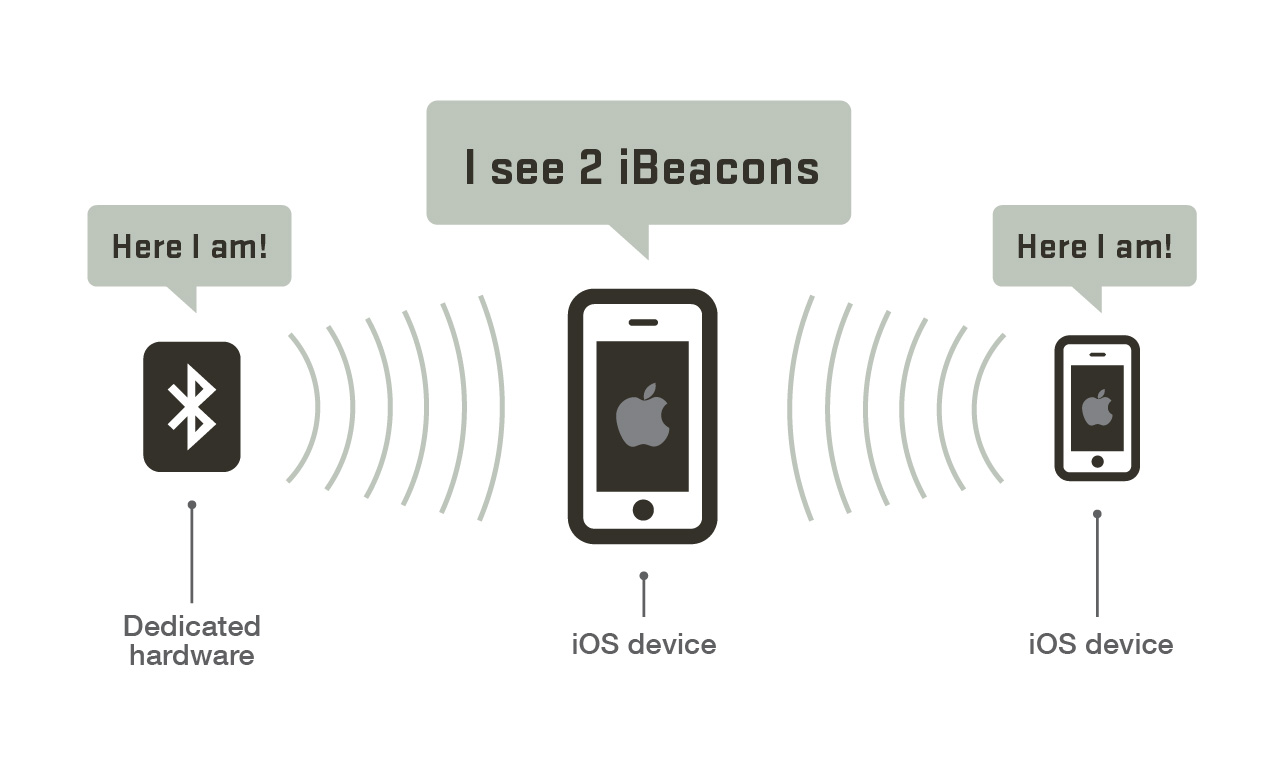 I see 2 iBeacons
Here I am!
Here I am!
Dedicated
hardware
iOS device
iOS device